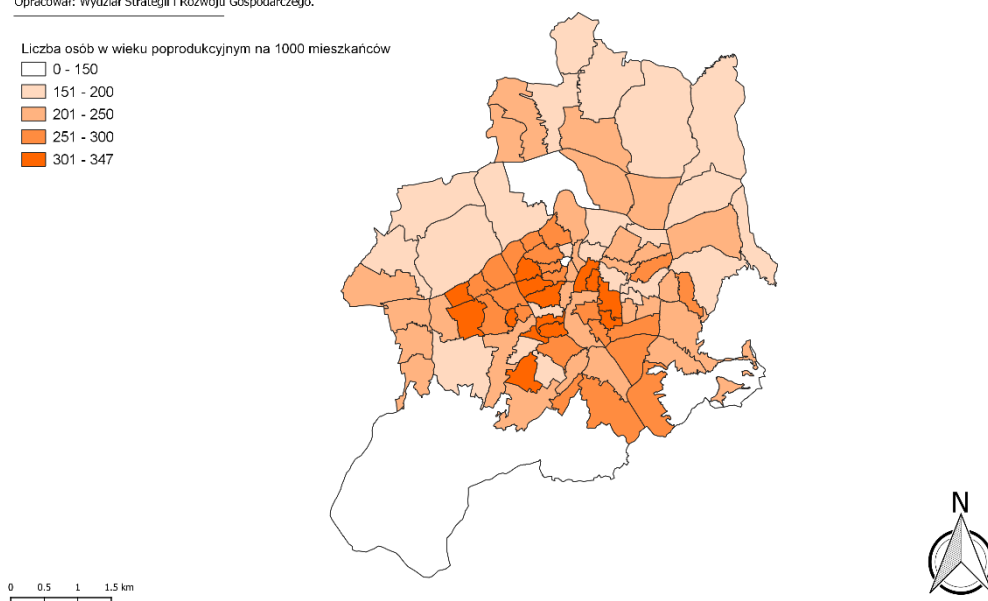 Opracował: Wydział Strategii i Rozwoju Gospodarczego.
Liczba osób w wieku poprodukcyjnym na 1000 mieszkańców
0 - 150
151 - 200
201 - 250
251 - 300
301 - 347
N
0 0.5 1 1.5 km